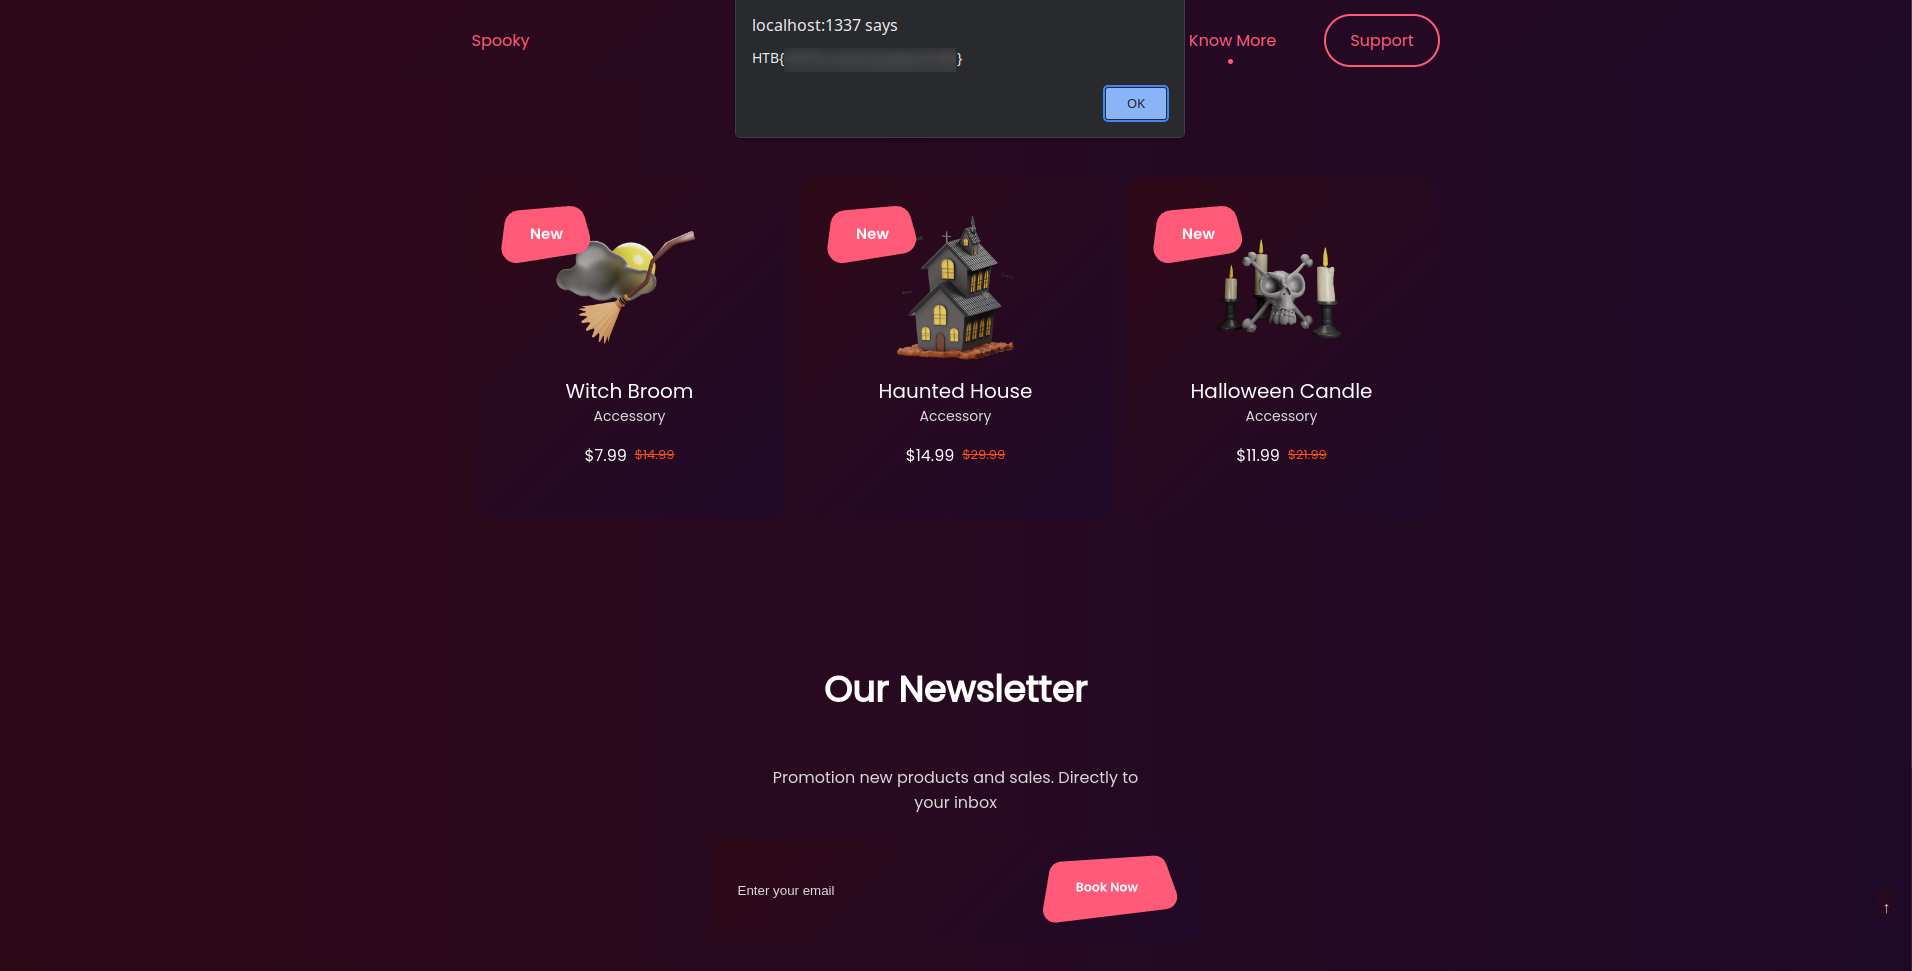 localhost:1337 says
HTB{
}
OK
Spooky
Know More
Support
New
New
New
Witch Broom
Accessory
$7.99 $14.99
Haunted House
Accessory
$14.99 $29.99
Halloween Candle
Accessory
$11.99 $21.99
Our Newsletter
Promotion new products and sales. Directly to
your inbox
Enter your email
Book Now
↑